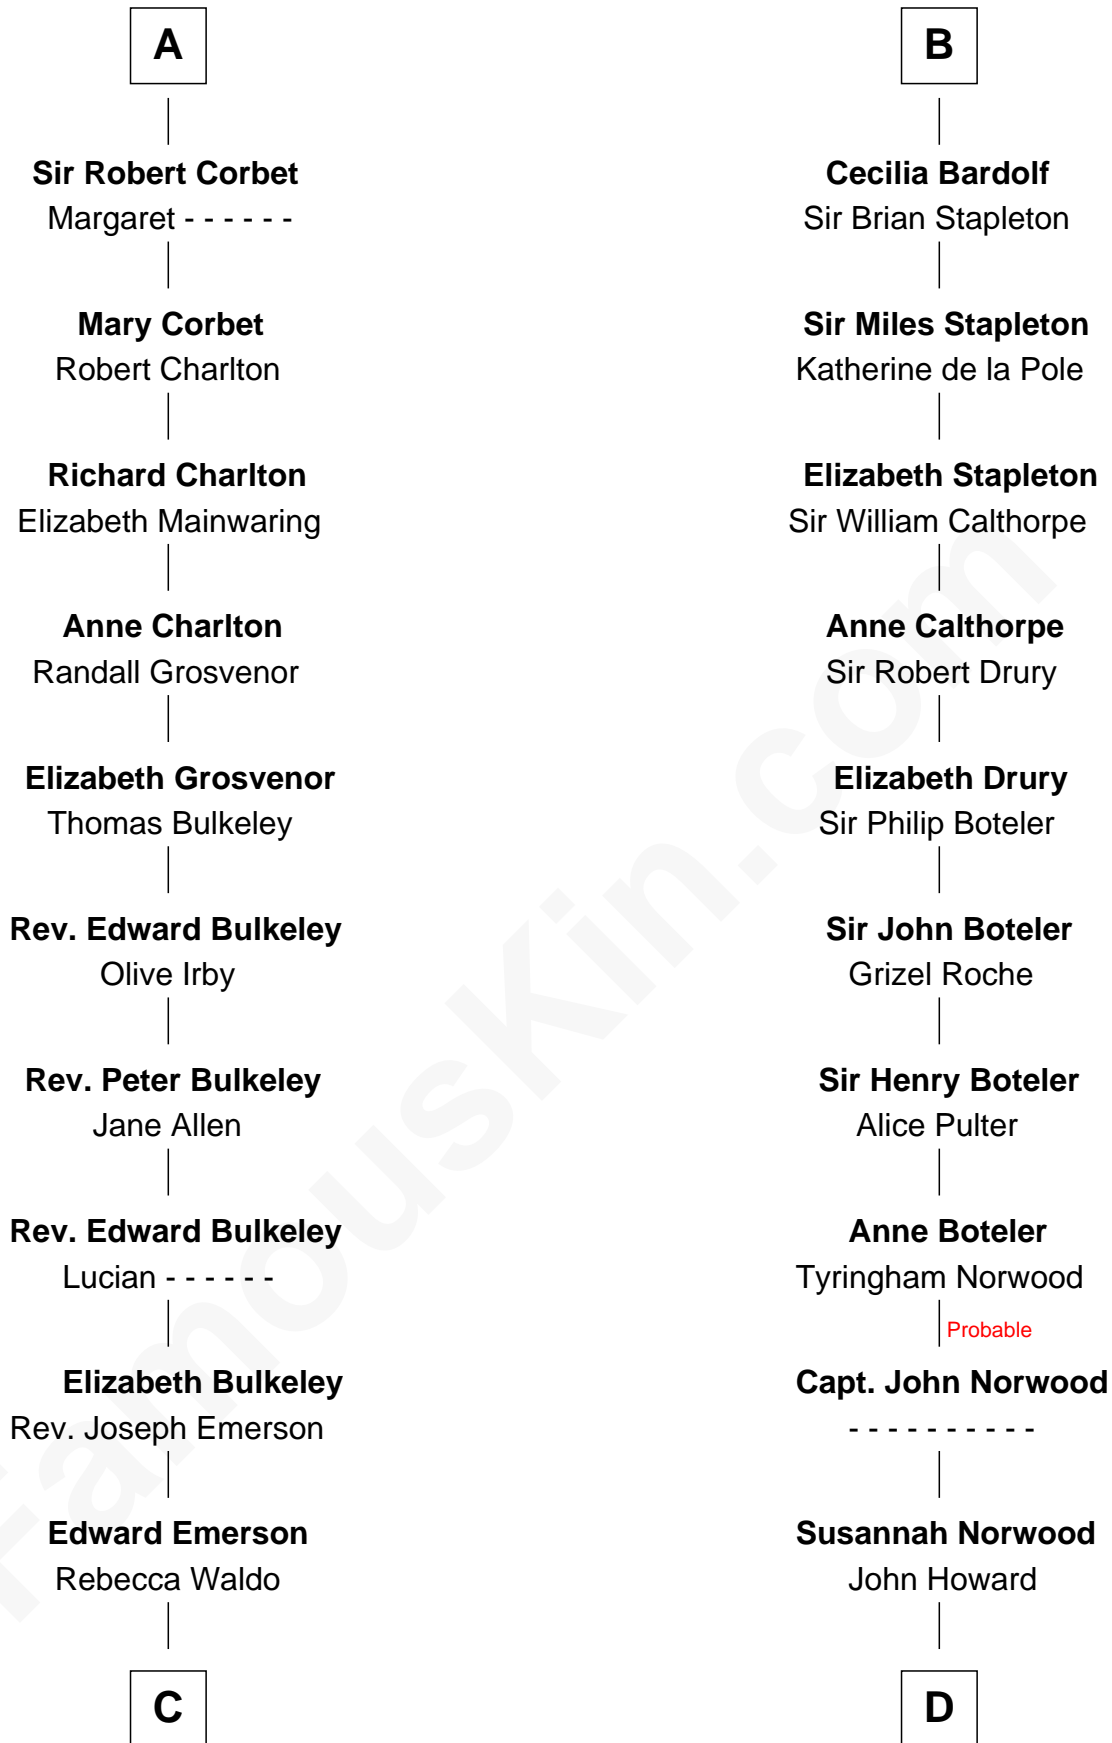 A
Sir Robert Corbet
Margaret - - - - - -
Mary Corbet
Robert Charlton
Richard Charlton
Elizabeth Mainwaring
Anne Charlton
Randall Grosvenor
Elizabeth Grosvenor
Thomas Bulkeley
Rev. Edward Bulkeley
Olive Irby
Rev. Peter Bulkeley
Jane Allen
Rev. Edward Bulkeley
Lucian - - - - - -
Elizabeth Bulkeley
Rev. Joseph Emerson
Edward Emerson
Rebecca Waldo
C
B
Cecilia Bardolf
Sir Brian Stapleton
Sir Miles Stapleton
Katherine de la Pole
Elizabeth Stapleton
Sir William Calthorpe
Anne Calthorpe
Sir Robert Drury
Elizabeth Drury
Sir Philip Boteler
Sir John Boteler
Grizel Roche
Sir Henry Boteler
Alice Pulter
Anne Boteler
Tyringham Norwood
Probable
Capt. John Norwood
- - - - - - - - - -
Susannah Norwood
John Howard
D
FamousKin.com